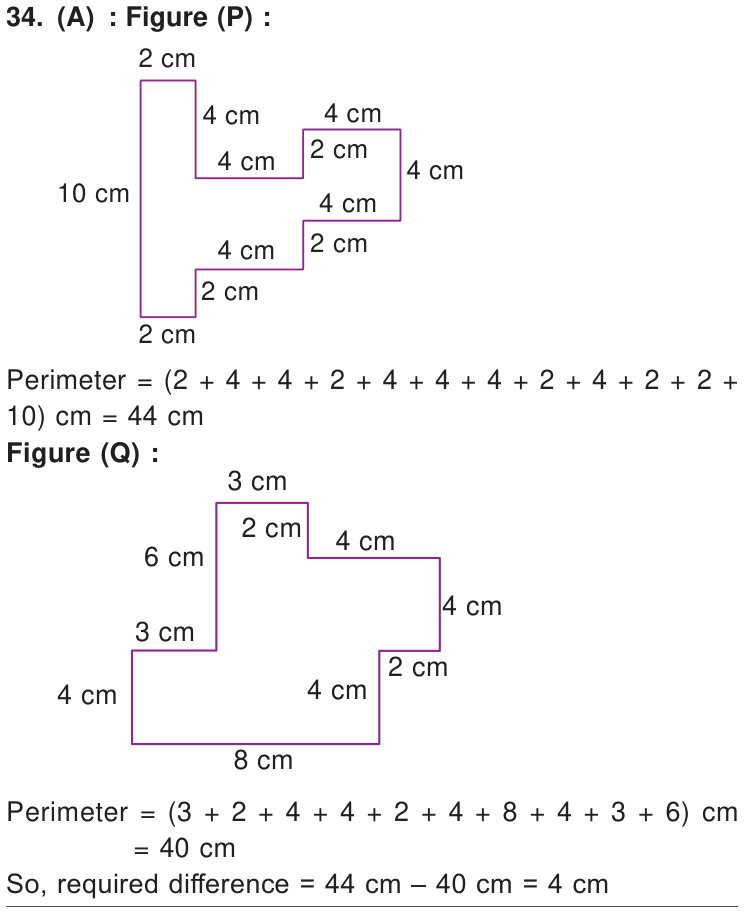 34. (A) : Figure (P) :
2 cm
4 cm
4 cm
4 cm
2 cm
4 cm
10 cm
4 cm
4 cm
2 cm
2 cm
2 cm
Perimeter = (2 + 4 + 4 + 2 + 4 + 4 + 4 + 2 + 4 + 2 + 2 +
10) cm = 44 cm
Figure (Q) :
3 cm
2 cm
4 cm
6 cm
4 cm
3 cm
2 cm
4 cm
4 cm
8 cm
Perimeter = (3 + 2 + 4 + 4 + 2 + 4 + 8 + 4 + 3 + 6) cm
= 40 cm
So, required difference = 44 cm – 40 cm = 4 cm